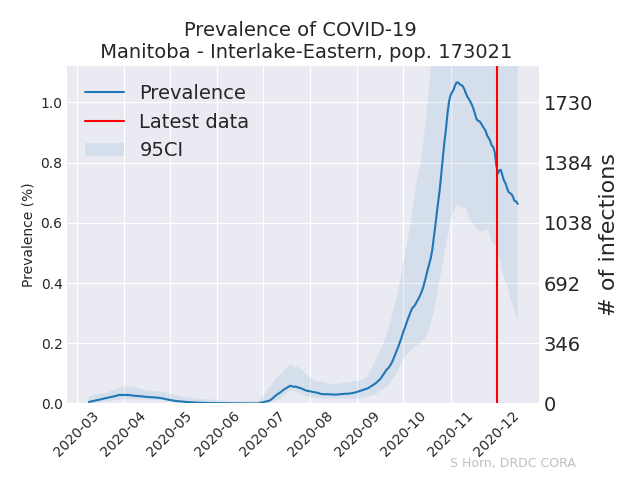 Prevalence of COVID-19
Manitoba - Interlake-Eastern, pop. 173021
Prevalence
Latest data
95CI
Prevalence (%)
1.0
0.8
0.6
0.4
0.2
0.0
1730
1384
1038
692
346
0
# of infections
2020-03
2020-04
2020-05
2020-06
2020-07
2020-08
2020-09
2020-10
2020-11
2020-12
S Horn, DRDC CORA